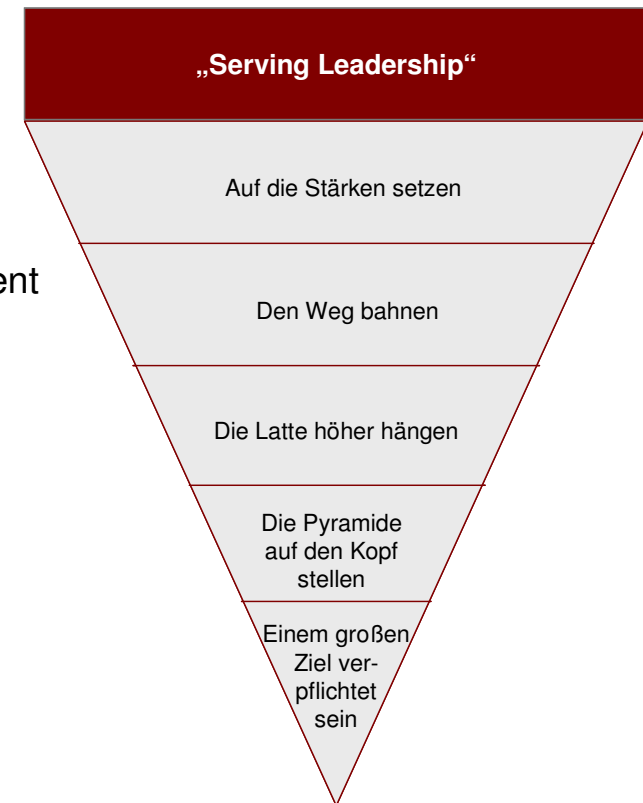 „Serving Leadership“
Auf die Stärken setzen
ent
Den Weg bahnen
Die Latte höher hängen
Die Pyramide
auf den Kopf
stellen
Einem großen
Ziel ver-
pflichtet
sein